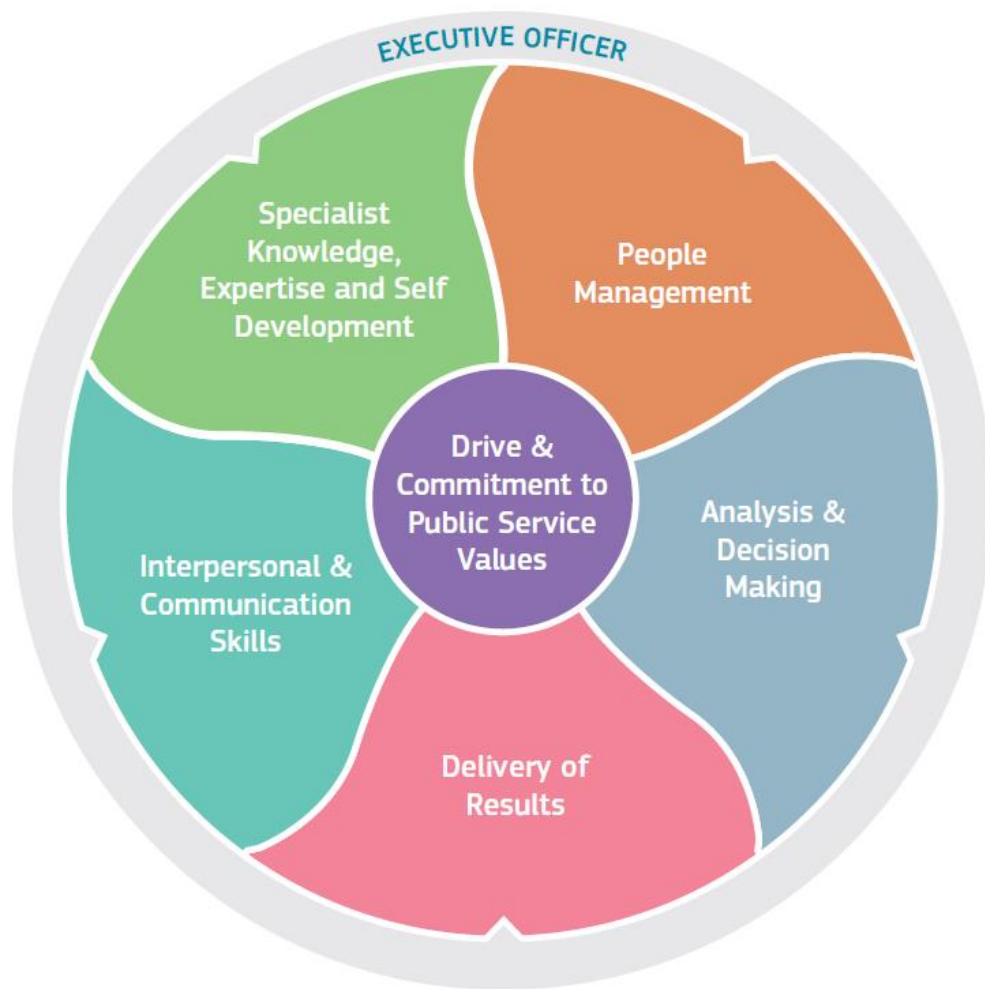 EXECUTIVE OFFICER
Specialist
Knowledge,
Expertise and Self
Development
People
Management
Drive &
Commitment to
Public Service
Values
Analysis &
Decision
Making
Interpersonal &
Communication
Skills
Delivery of
Results